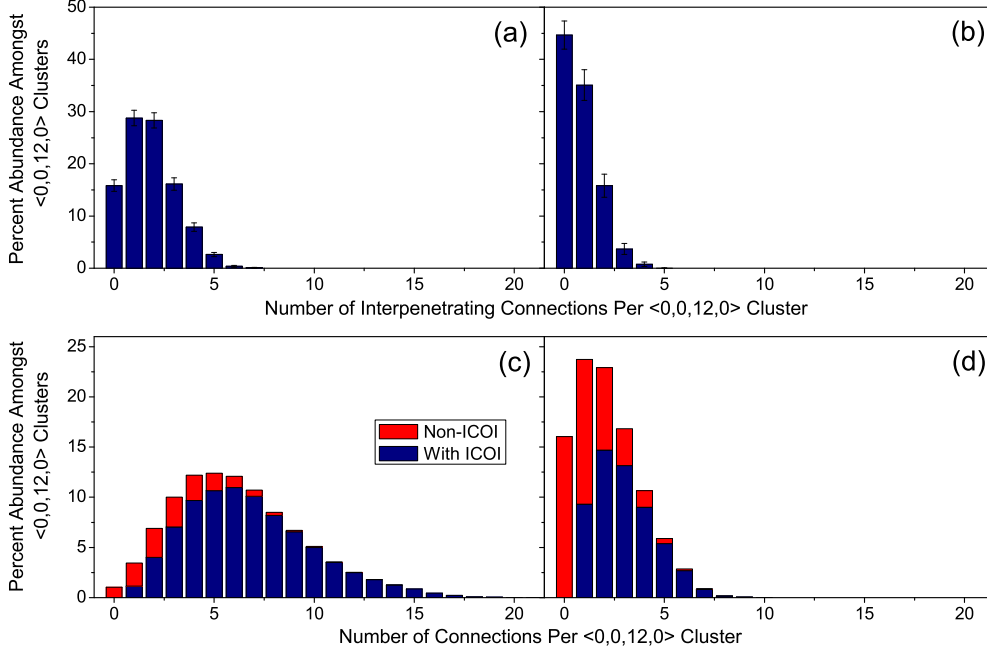 Percent Abundance Amongst
<0,0,12,0> Clusters
50
40
30
20
10
0
(a)
(b)
0 5 10 15 20
0 5 10 15 20
Number of Interpenetrating Connections Per <0,0,12,0> Cluster
Percent Abundance Amongst
<0,0,12,0> Clusters
25
20
15
10
5
0
(c)
(d)
Non-ICOI
With ICOI
0 5 10 15 20
0 5 10 15 20
Number of Connections Per <0,0,12,0> Cluster